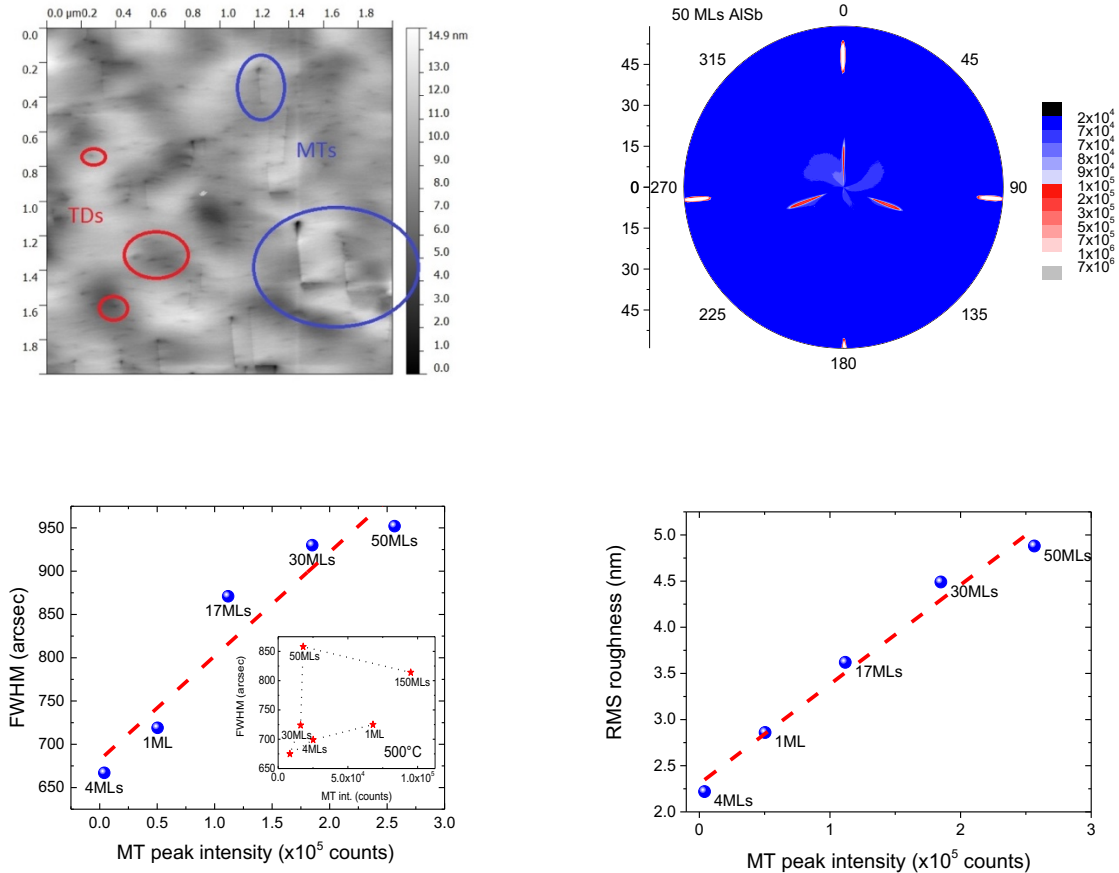 0.0 µm0.2 0.4 0.6 0.8 1.0 1.2 1.4 1.6 1.8
0.0
0.2
0.4
0.6
0.8
1.0
1.2
1.4
1.6
1.8
MTs
TDs
14.9 nm
13.0
12.0
11.0
10.0
9.0
8.0
7.0
6.0
5.0
4.0
3.0
2.0
1.0
0.0
50 MLs AlSb
0
45
90
135
180
225
270
315
45
30
15
0
15
30
45
2x10⁴
7x10⁴
7x10⁴
8x10⁴
9x10⁴
1x10⁵
2x10⁵
3x10⁵
5x10⁵
7x10⁵
1x10⁶
7x10⁶
FWHM (arcsec)
950
900
850
800
750
700
650
4MLs
1ML
17MLs
30MLs
50MLs
0.0 0.5 1.0 1.5 2.0 2.5 3.0
MT peak intensity (x10⁵ counts)
FWHM (arcsec)
850
800
750
700
650
50MLs
150MLs
30MLs
4MLs
1ML
500°C
0.0 5.0x10⁴ 1.0x10⁵
MT int. (counts)
RMS roughness (nm)
5.0
4.5
4.0
3.5
3.0
2.5
2.0
4MLs
1ML
17MLs
30MLs
50MLs
0 1 2 3
MT peak intensity (x10⁵ counts)